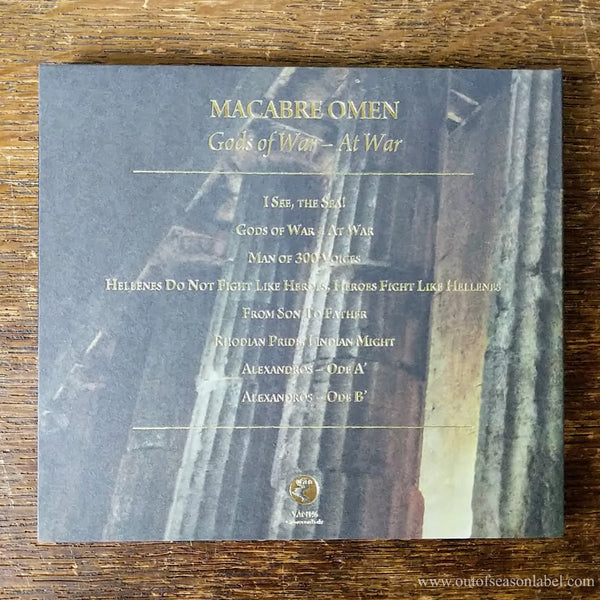 MACABRE OMEN
Gods of War – At War
I See, the Sea!
Gods of War – At War
Man of 300 Voices
Hellenes Do Not Fight Like Heroes, Heroes Fight Like Hellenes
From Son To Father
Rhodian Pride, Lindian Might
Alexandros – Ode A'
Alexandros – Ode B'
Ván
www.outofseasonlabel.com